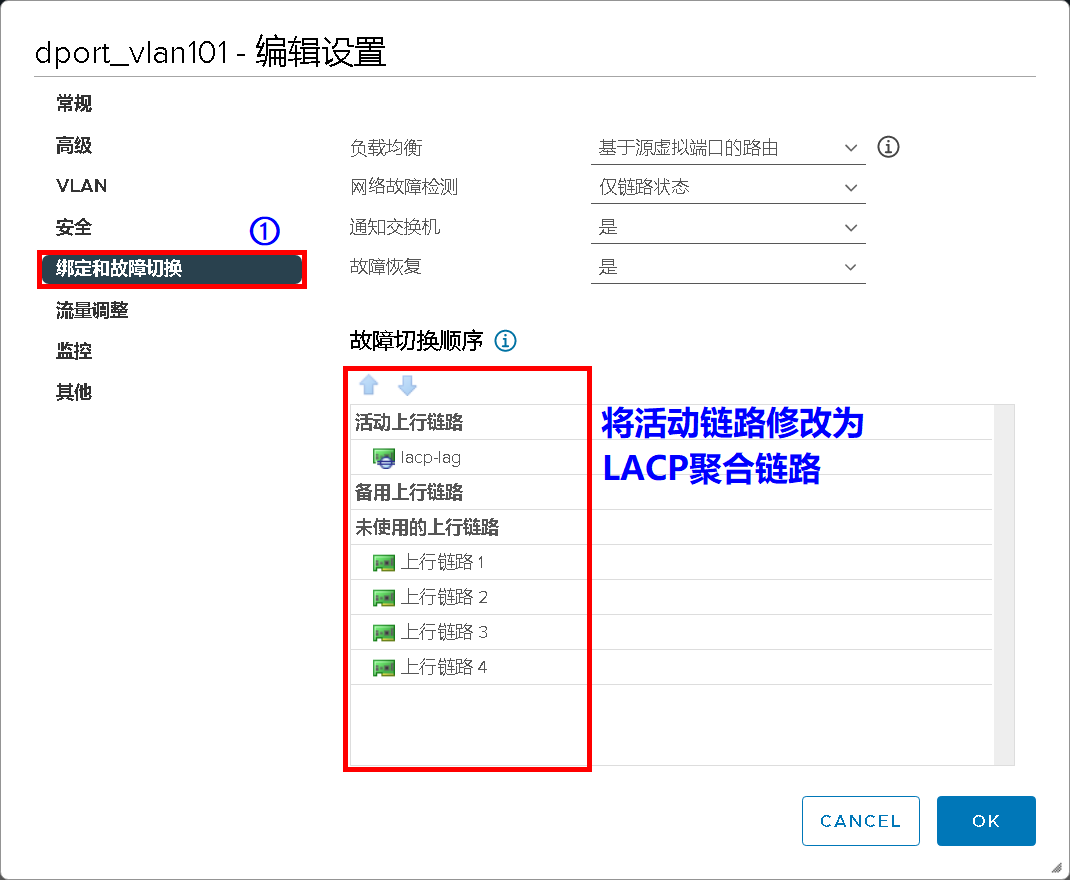 dport_vlan101 - 编辑设置
常规
高级
VLAN
安全
①
绑定和故障切换
流量调整
监控
其他
负载均衡 基于源虚拟端口的路由
网络故障检测 仅链路状态
通知交换机 是
故障恢复 是
故障切换顺序
活动上行链路
lacp-lag
备用上行链路
未使用的上行链路
上行链路 1
上行链路 2
上行链路 3
上行链路 4
将活动链路修改为
LACP聚合链路
CANCEL OK